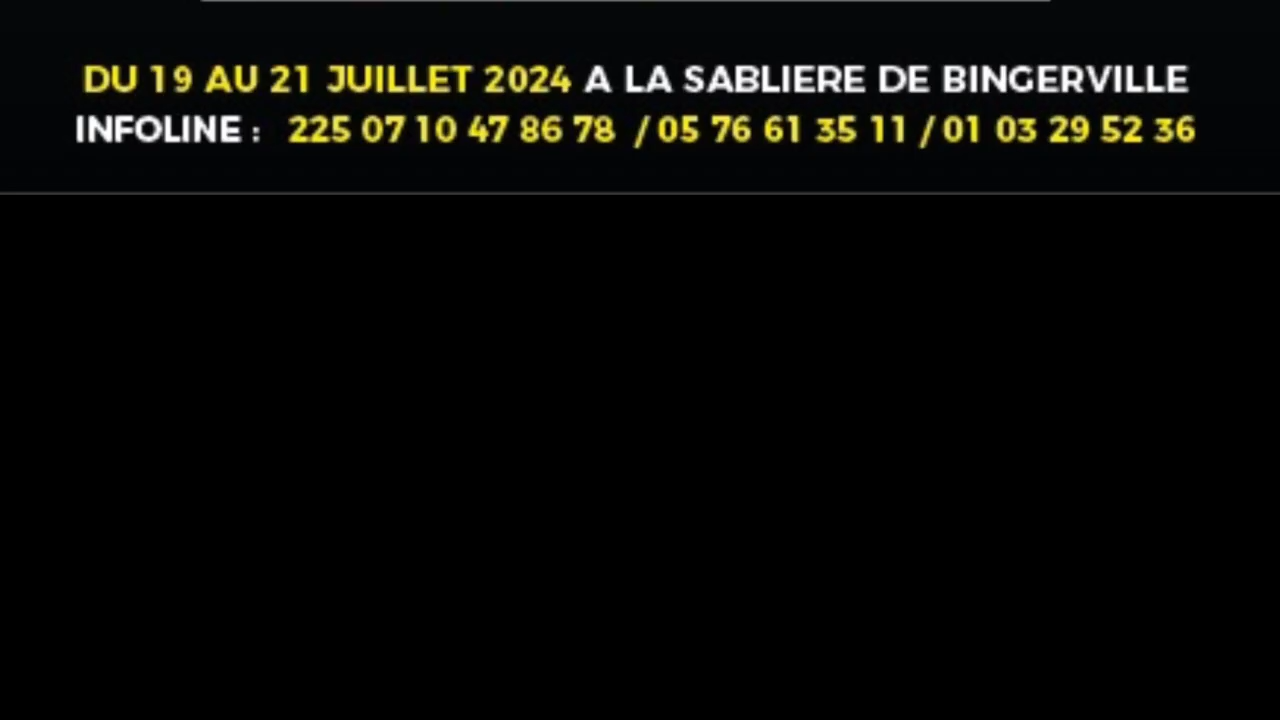 DU 19 AU 21 JUILLET 2024 A LA SABLIERE DE BINGERVILLE
INFOLINE : 225 07 10 47 86 78 / 05 76 61 35 11 / 01 03 29 52 36